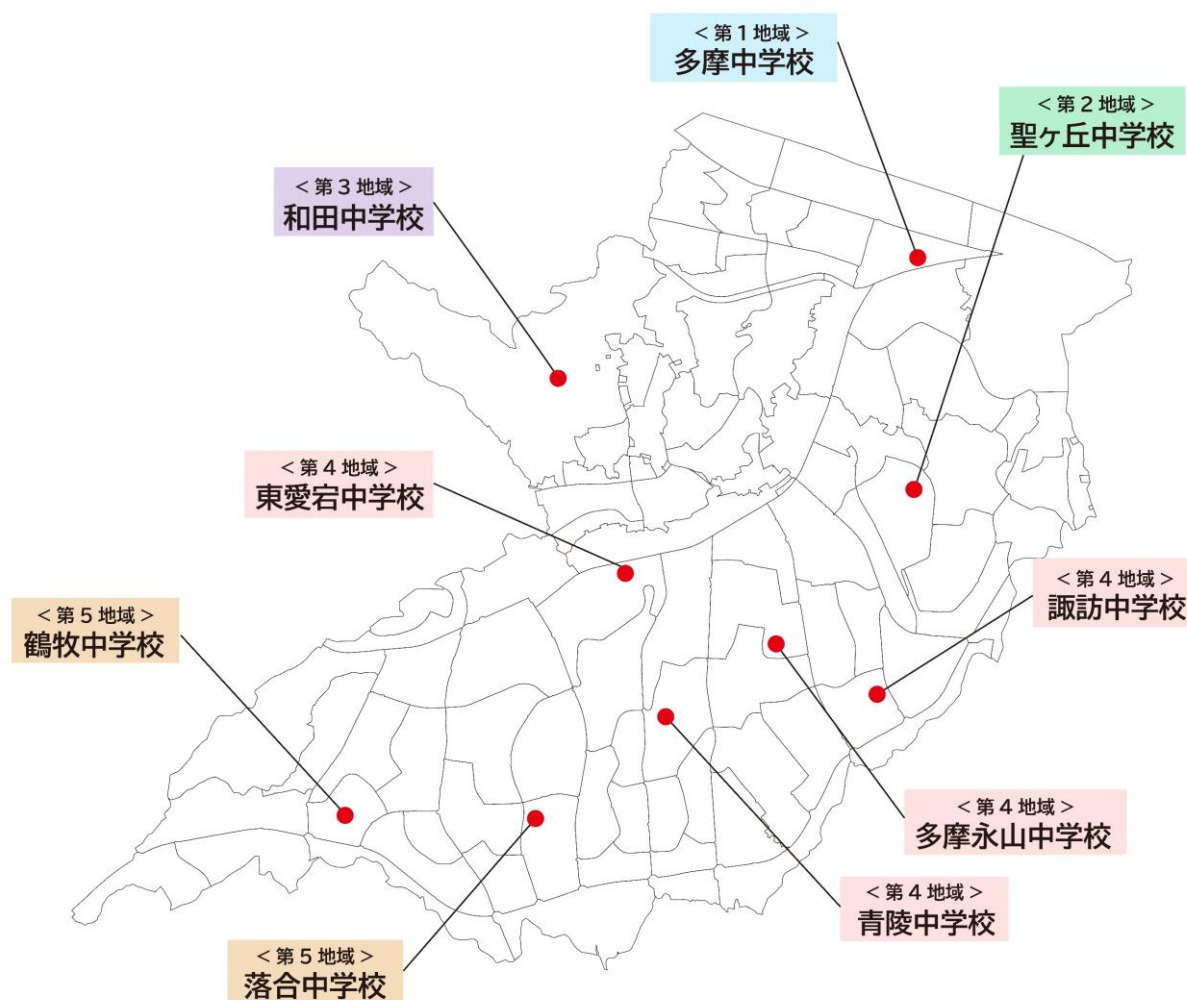 < 第1地域 >
多摩中学校
< 第2地域 >
聖ヶ丘中学校
< 第3地域 >
和田中学校
< 第4地域 >
東愛宕中学校
< 第4地域 >
諏訪中学校
< 第5地域 >
鶴牧中学校
< 第4地域 >
多摩永山中学校
< 第4地域 >
青陵中学校
< 第5地域 >
落合中学校